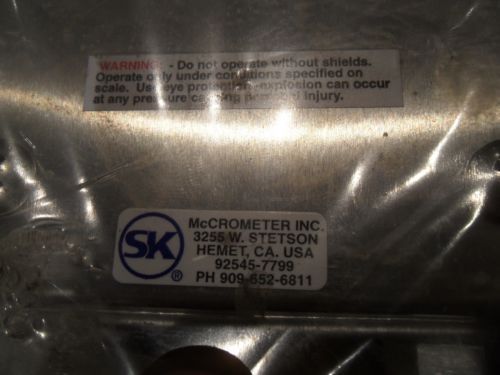 WARNING: - Do not operate without shields.
Operate only under conditions specified on
scale. Use eye protection, explosion can occur
at any pressure causing personal injury.
SK
®
McCROMETER INC.
3255 W. STETSON
HEMET, CA. USA
92545-7799
PH 909-652-6811